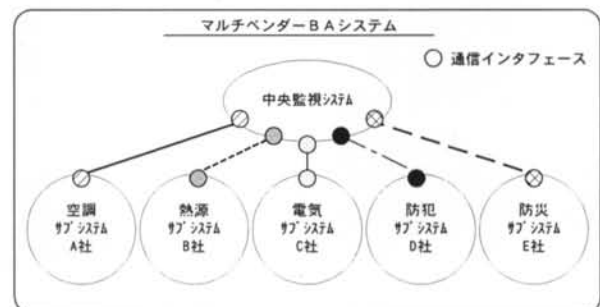 マルチベンダーＢＡシステム
通信インタフェース
中央監視ｼｽﾃﾑ
空調
ｻﾌﾞｼｽﾃﾑ
A社
熱源
ｻﾌﾞｼｽﾃﾑ
B社
電気
ｻﾌﾞｼｽﾃﾑ
C社
防犯
ｻﾌﾞｼｽﾃﾑ
D社
防災
ｻﾌﾞｼｽﾃﾑ
E社